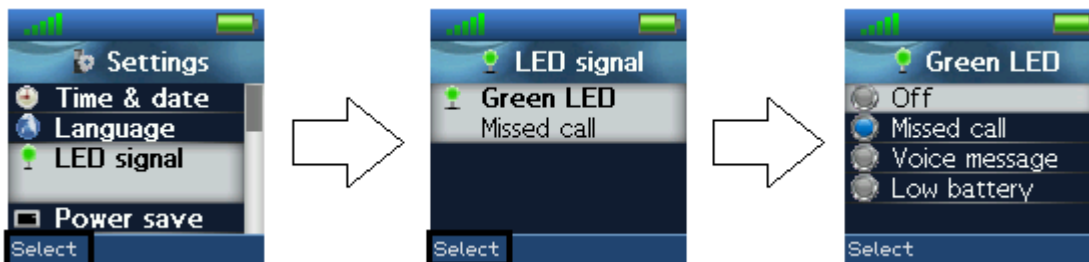 Settings
Time & date
Language
LED signal
Power save
Select
LED signal
Green LED
Missed call
Select
Green LED
Off
Missed call
Voice message
Low battery
Select